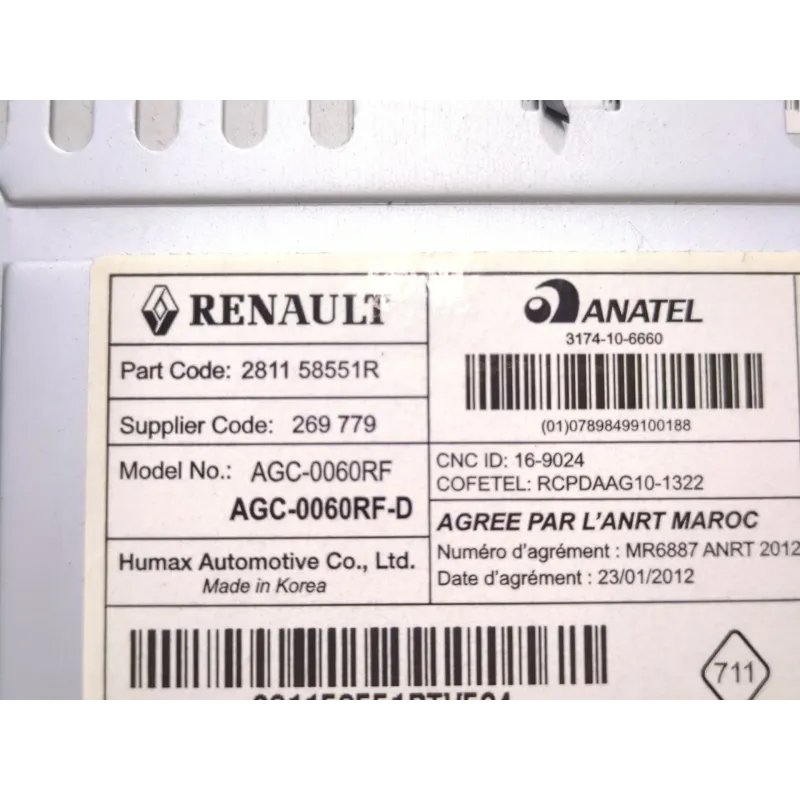 RENAULT
Part Code: 2811 58551R
Supplier Code: 269 779
Model No.: AGC-0060RF
AGC-0060RF-D
Humax Automotive Co., Ltd.
Made in Korea
ANATEL
3174-10-6660
(01)07898499100188
CNC ID: 16-9024
COFETEL: RCPDAAG10-1322
AGREE PAR L'ANRT MAROC
Numéro d'agrément : MR6887 ANRT 2012
Date d'agrément : 23/01/2012
711